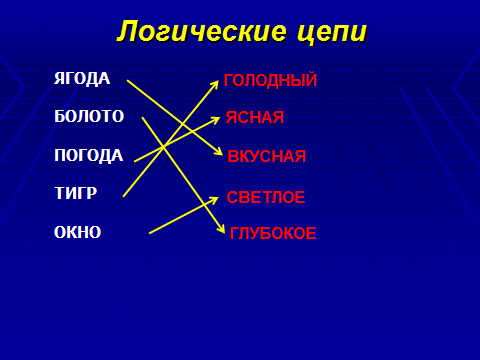 Логические цепи
ЯГОДА ГОЛОДНЫЙ
БОЛОТО ЯСНАЯ
ПОГОДА ВКУСНАЯ
ТИГР СВЕТЛОЕ
ОКНО ГЛУБОКОЕ